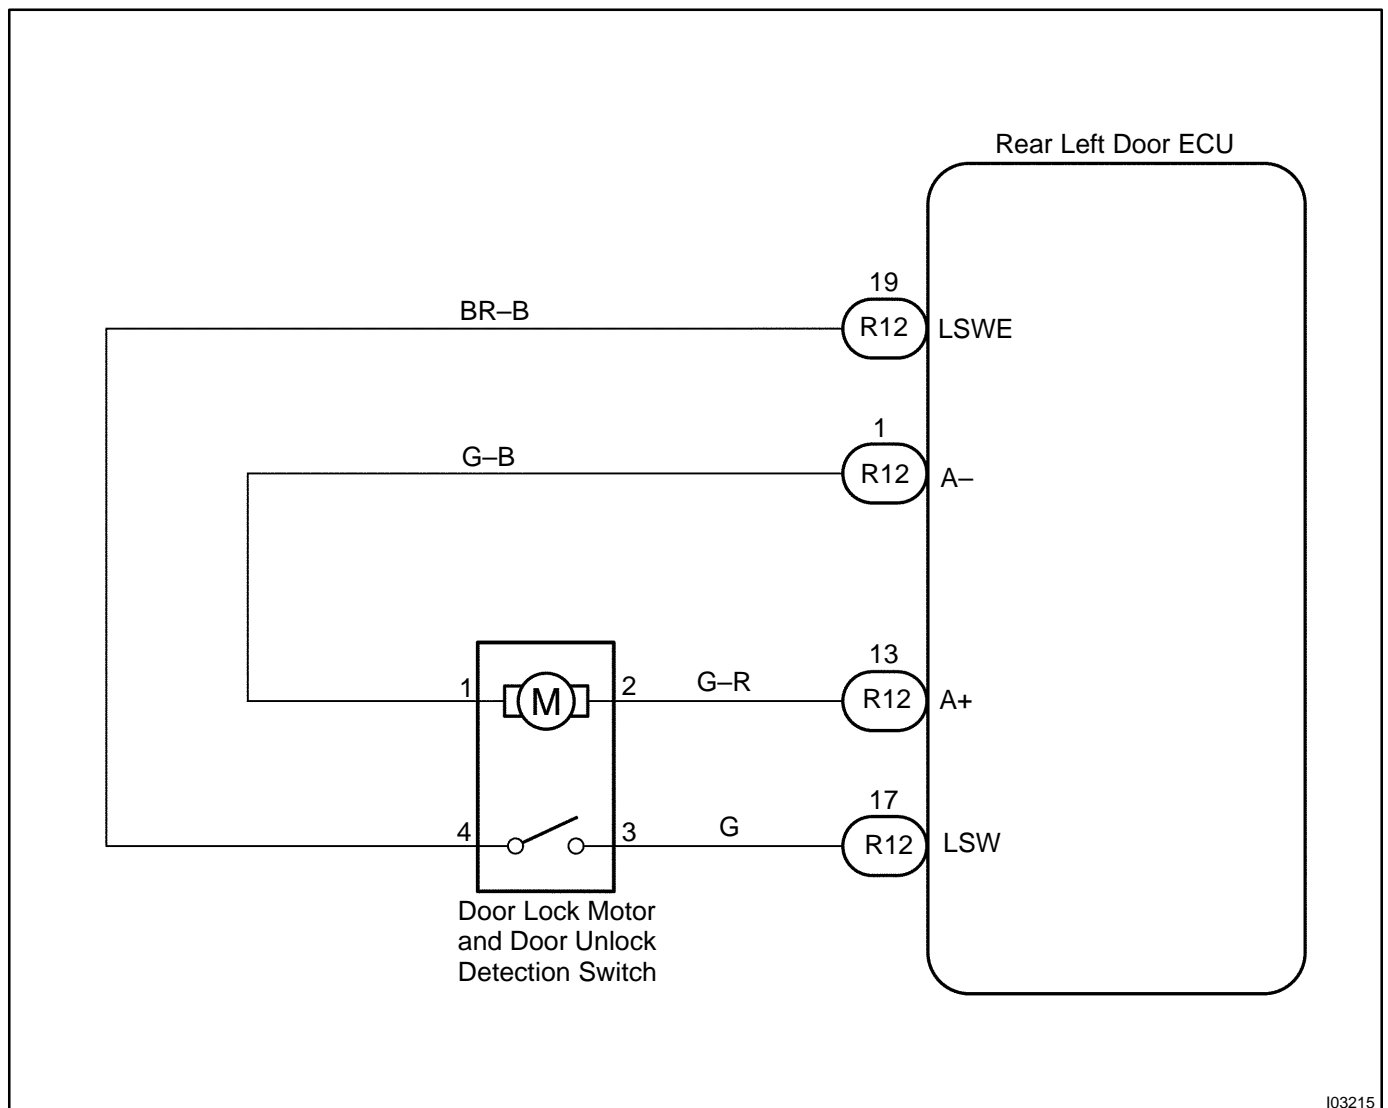 Rear Left Door ECU
19
BR–B
R12
LSWE
1
G–B
R12
A–
13
1
M
2
G–R
R12
A+
17
4
3
G
R12
LSW
Door Lock Motor
and Door Unlock
Detection Switch
I03215